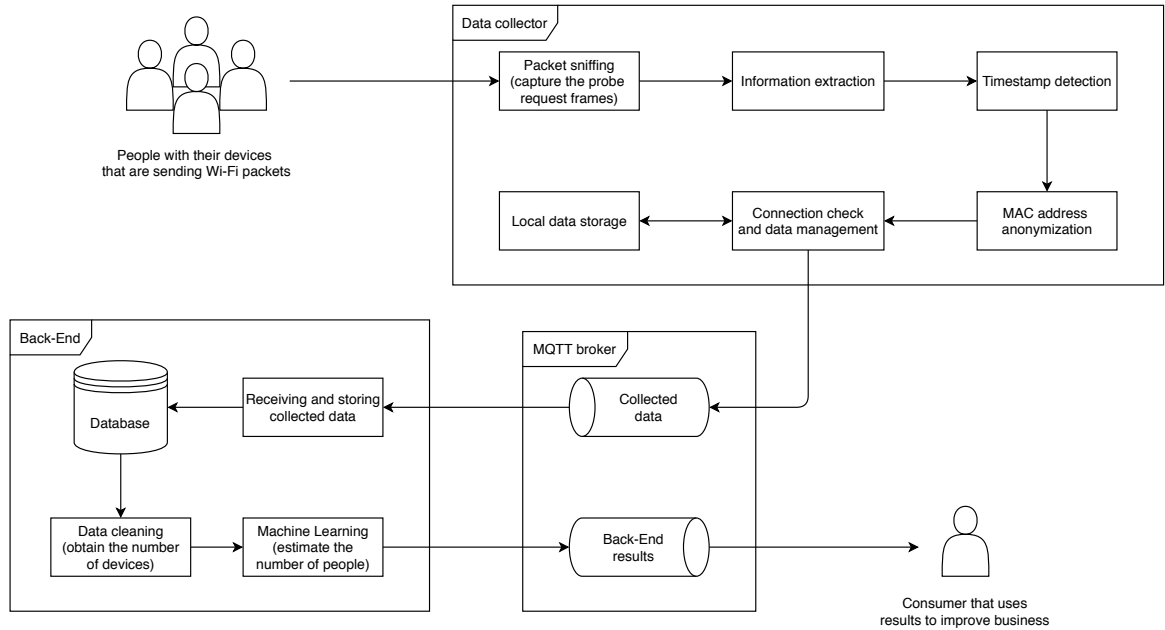 Data collector
Packet sniffing
(capture the probe
request frames)
Information extraction
Timestamp detection
People with their devices
that are sending Wi-Fi packets
Local data storage
Connection check
and data management
MAC address
anonymization
Back-End
MQTT broker
Database
Receiving and storing
collected data
Collected
data
Data cleaning
(obtain the number
of devices)
Machine Learning
(estimate the
number of people)
Back-End
results
Consumer that uses
results to improve business